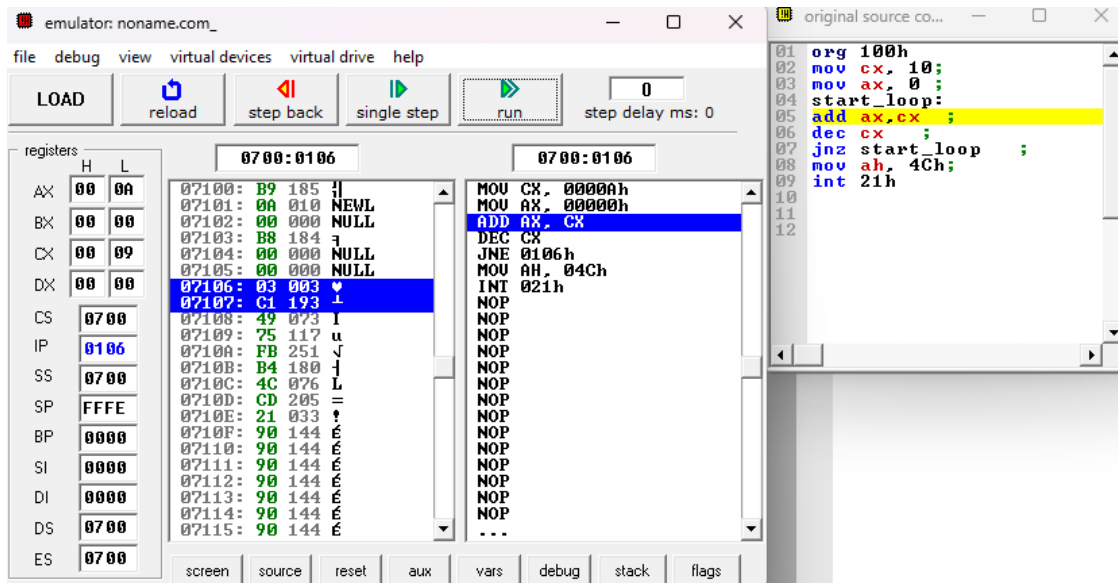 emulator: noname.com_
file debug view virtual devices virtual drive help
LOAD
reload
step back
single step
run
0
step delay ms: 0
registers
H L
AX 00 0A
BX 00 00
CX 00 09
DX 00 00
CS 0700
IP 0106
SS 0700
SP FFFE
BP 0000
SI 0000
DI 0000
DS 0700
ES 0700
0700:0106
07100: B9 185 ╣
07101: 0A 010 NEWL
07102: 00 000 NULL
07103: B8 184 ╕
07104: 00 000 NULL
07105: 00 000 NULL
07106: 03 003 ♥
07107: C1 193 ┴
07108: 49 073 I
07109: 75 117 u
0710A: FB 251 √
0710B: B4 180 ┤
0710C: 4C 076 L
0710D: CD 205 =
0710E: 21 033 !
0710F: 90 144 É
07110: 90 144 É
07111: 90 144 É
07112: 90 144 É
07113: 90 144 É
07114: 90 144 É
07115: 90 144 É
0700:0106
MOV CX, 0000Ah
MOV AX, 00000h
ADD AX, CX
DEC CX
JNE 0106h
MOV AH, 04Ch
INT 021h
NOP
NOP
NOP
NOP
NOP
NOP
NOP
NOP
NOP
NOP
NOP
NOP
NOP
NOP
...
screen source reset aux vars debug stack flags
original source co...
01 org 100h
02 mov cx, 10;
03 mov ax, 0 ;
04 start_loop:
05 add ax,cx ;
06 dec cx ;
07 jnz start_loop ;
08 mov ah, 4Ch;
09 int 21h
10
11
12